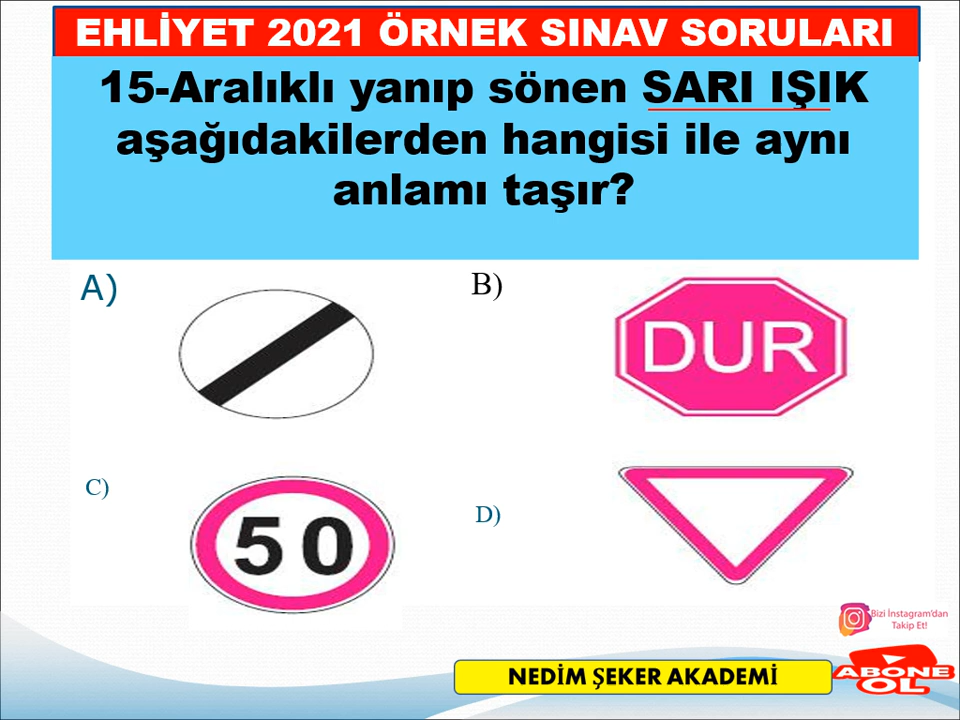 EHLİYET 2021 ÖRNEK SINAV SORULARI
15-Aralıklı yanıp sönen SARI IŞIK
aşağıdakilerden hangisi ile aynı
anlamı taşır?
A)
B)
DUR
C)
50
D)
Bizi İnstagram'dan
Takip Et!
NEDİM ŞEKER AKADEMİ
ABONE
OL